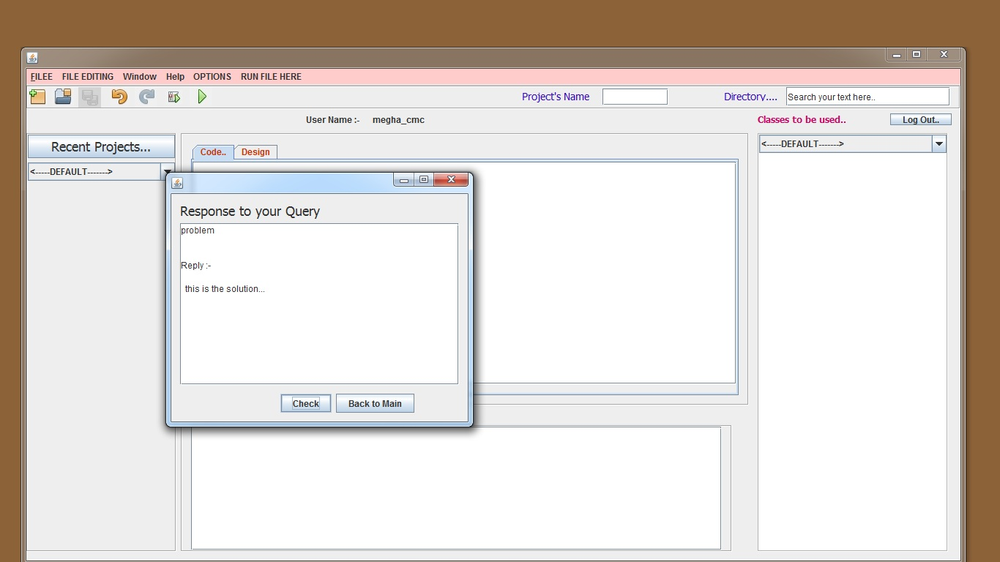 FILEE FILE EDITING Window Help OPTIONS RUN FILE HERE
Project's Name Directory.... Search your text here..
User Name :- megha_cmc Classes to be used.. Log Out..
Recent Projects...
<-----DEFAULT------->
Code.. Design
<-----DEFAULT------->
Response to your Query
problem
Reply :-
this is the solution...
Check Back to Main